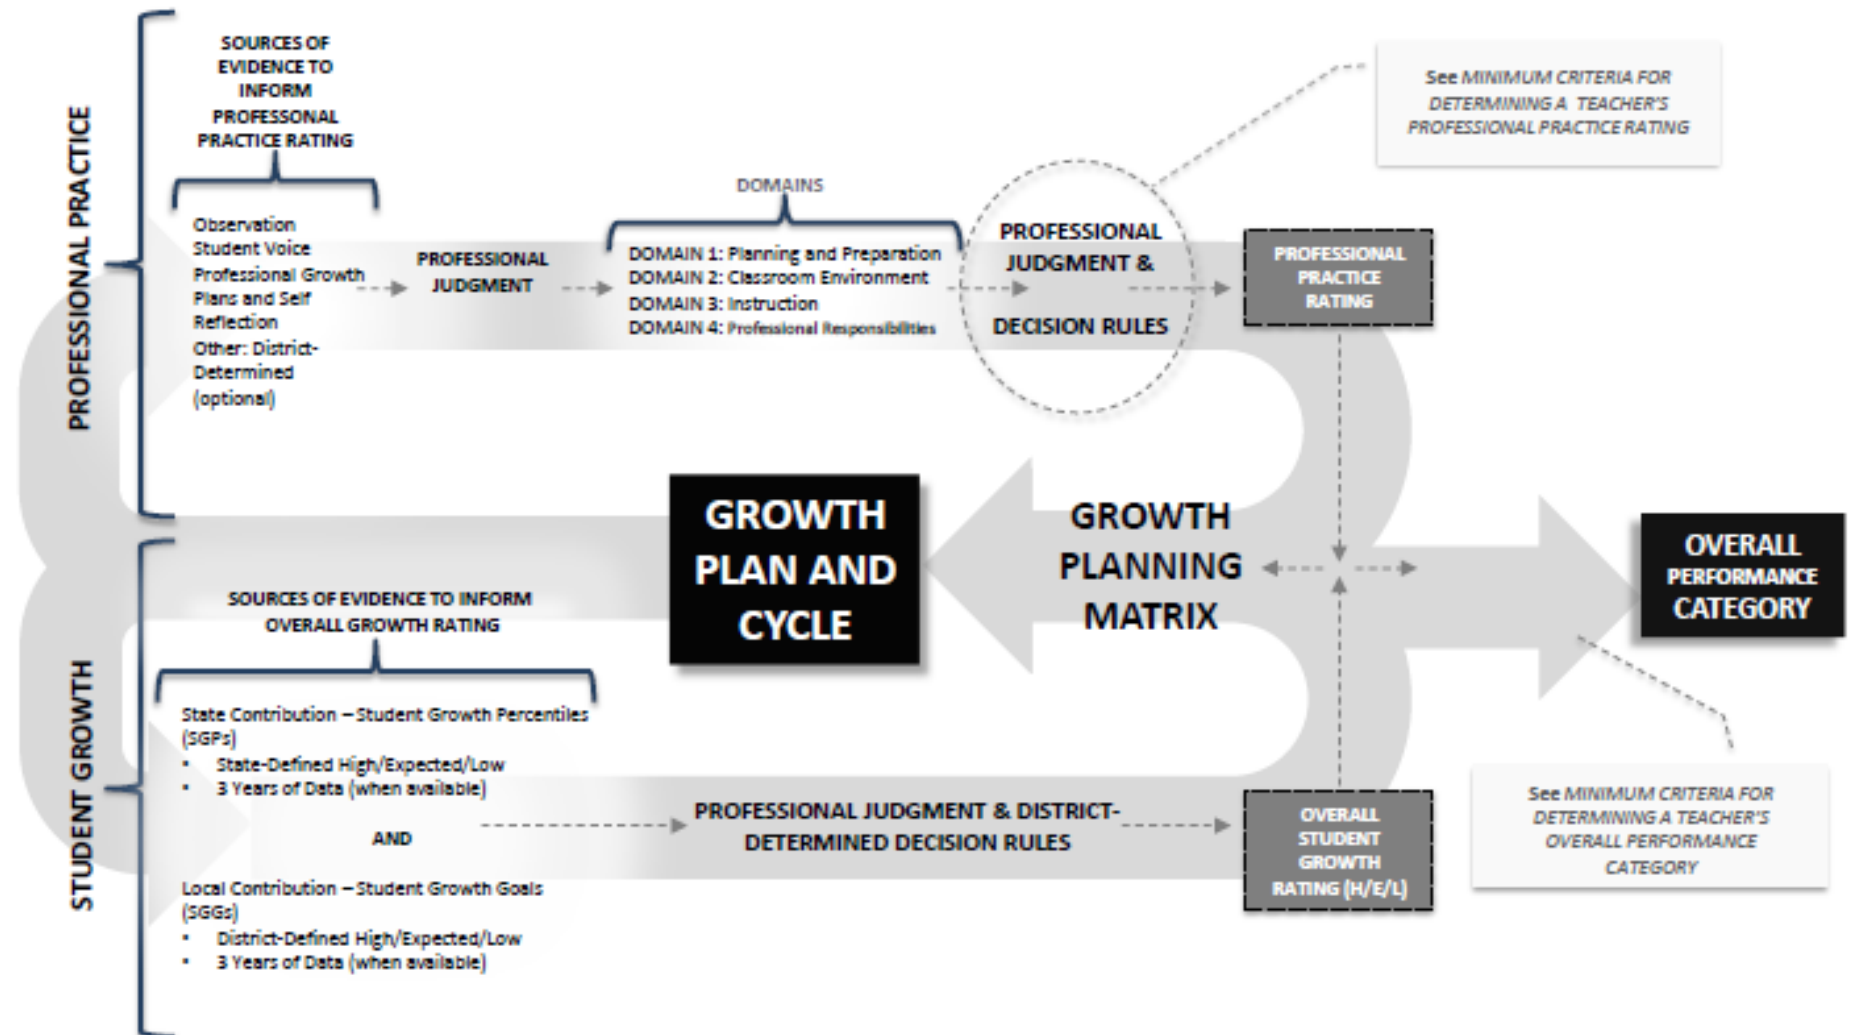 PROFESSIONAL PRACTICE
SOURCES OF
EVIDENCE TO
INFORM
PROFESSONAL
PRACTICE RATING
Observation
Student Voice
Professional Growth
Plans and Self
Reflection
Other: District-
Determined
(optional)
PROFESSIONAL
JUDGMENT
DOMAINS
DOMAIN 1: Planning and Preparation
DOMAIN 2: Classroom Environment
DOMAIN 3: Instruction
DOMAIN 4: Professional Responsibilities
PROFESSIONAL
JUDGMENT &
DECISION RULES
See MINIMUM CRITERIA FOR
DETERMINING A TEACHER'S
PROFESSIONAL PRACTICE RATING
PROFESSIONAL
PRACTICE
RATING
GROWTH
PLAN AND
CYCLE
GROWTH
PLANNING
MATRIX
OVERALL
PERFORMANCE
CATEGORY
STUDENT GROWTH
SOURCES OF EVIDENCE TO INFORM
OVERALL GROWTH RATING
State Contribution – Student Growth Percentiles
(SGPs)
▪ State-Defined High/Expected/Low
▪ 3 Years of Data (when available)
AND
Local Contribution – Student Growth Goals
(SGGs)
▪ District-Defined High/Expected/Low
▪ 3 Years of Data (when available)
PROFESSIONAL JUDGMENT & DISTRICT-
DETERMINED DECISION RULES
OVERALL
STUDENT
GROWTH
RATING (H/E/L)
See MINIMUM CRITERIA FOR
DETERMINING A TEACHER'S
OVERALL PERFORMANCE
CATEGORY